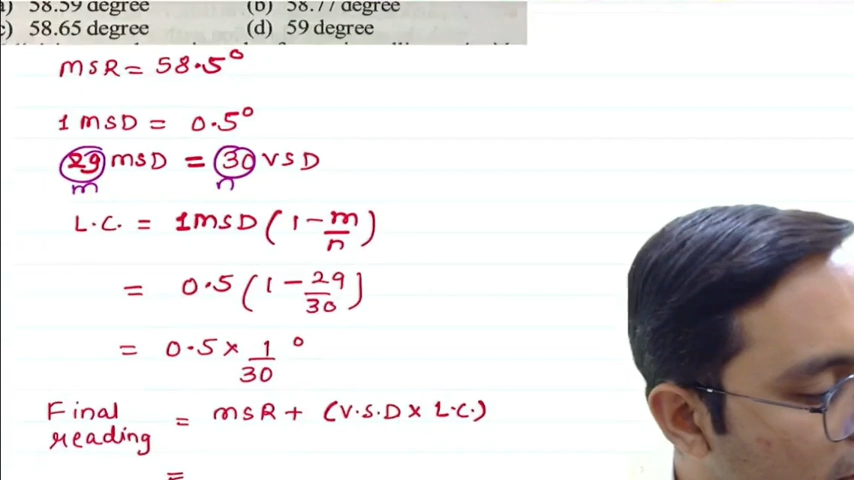 58.59 degree (b) 58.77 degree
c) 58.65 degree (d) 59 degree
MSR = 58.5°
1 MSD = 0.5°
29 MSD = 30 VSD
m n
L.C. = 1MSD (1 - m/n)
= 0.5 (1 - 29/30)
= 0.5 × 1/30 °
Final reading = MSR + (V.S.D × L.C.)
=